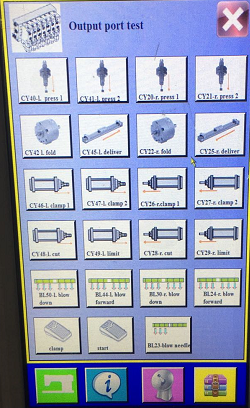 Output port test
CY40-l. press 1
CY41-l. press 2
CY20-r. press 1
CY21-r. press 2
CY42 l. fold
CY45-l. deliver
CY22-r. fold
CY25-r. deliver
CY46-l. clamp 1
CY47-l. clamp 2
CY26-r.clamp 1
CY27-r. clamp 2
CY48-l. cut
CY49-l. limit
CY28-r. cut
CY29-r. limit
BL50-l. blow
down
BL44-l. blow
forward
BL30-r. blow
down
BL24-r. blow
forward
clamp
start
BL23-blow needle